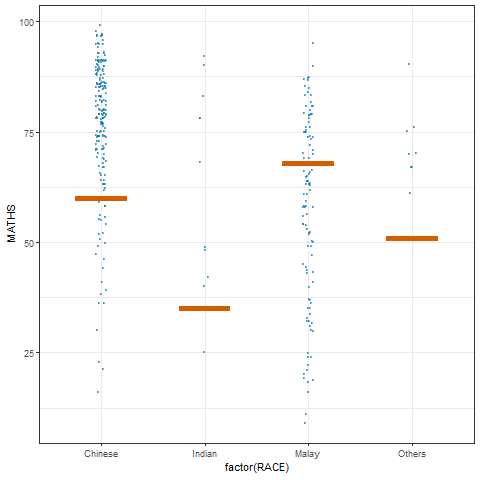 100
75
50
25
MATHS
Chinese
Indian
Malay
Others
factor(RACE)